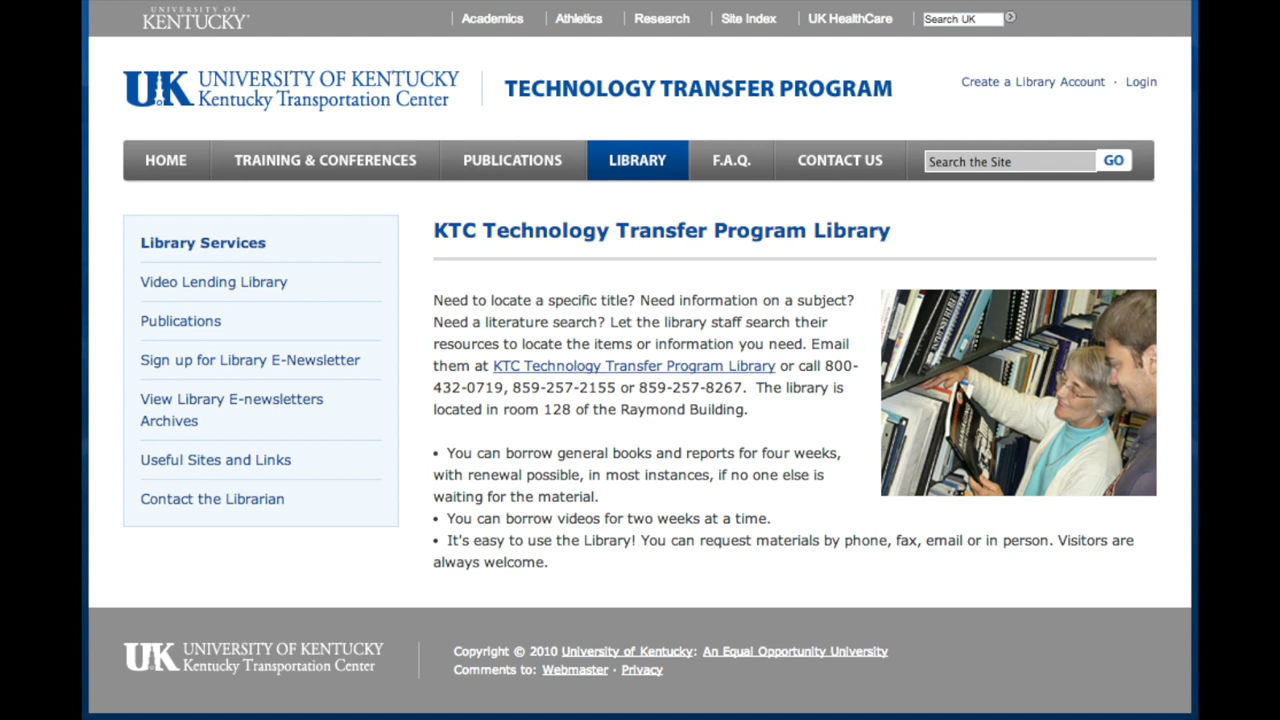 UNIVERSITY OF
KENTUCKY
Academics
Athletics
Research
Site Index
UK HealthCare
Search UK
UK
UNIVERSITY OF KENTUCKY
Kentucky Transportation Center
TECHNOLOGY TRANSFER PROGRAM
Create a Library Account · Login
HOME
TRAINING & CONFERENCES
PUBLICATIONS
LIBRARY
F.A.Q.
CONTACT US
Search the Site
GO
Library Services
Video Lending Library
Publications
Sign up for Library E-Newsletter
View Library E-newsletters
Archives
Useful Sites and Links
Contact the Librarian
KTC Technology Transfer Program Library
Need to locate a specific title? Need information on a subject?
Need a literature search? Let the library staff search their
resources to locate the items or information you need. Email
them at KTC Technology Transfer Program Library or call 800-
432-0719, 859-257-2155 or 859-257-8267.  The library is
located in room 128 of the Raymond Building.
• You can borrow general books and reports for four weeks,
with renewal possible, in most instances, if no one else is
waiting for the material.
• You can borrow videos for two weeks at a time.
• It's easy to use the Library! You can request materials by phone, fax, email or in person. Visitors are
always welcome.
UK
UNIVERSITY OF KENTUCKY
Kentucky Transportation Center
Copyright © 2010 University of Kentucky: An Equal Opportunity University
Comments to: Webmaster · Privacy